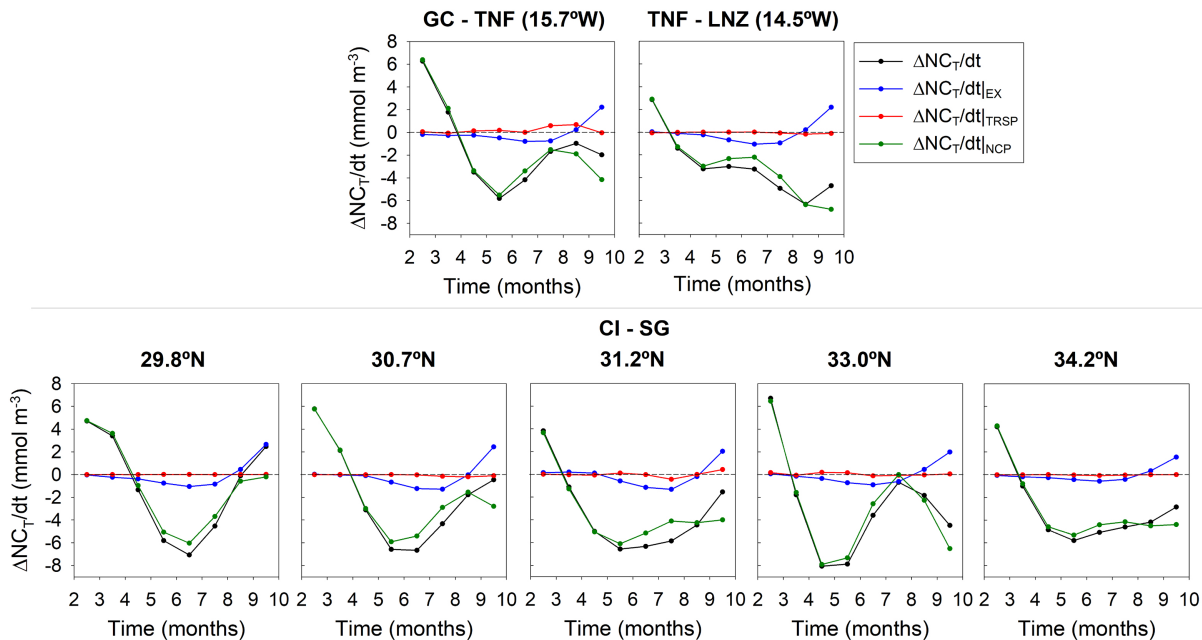 GC - TNF (15.7ºW)
TNF - LNZ (14.5ºW)
ΔNC_T/dt (mmol m⁻³)
8
6
4
2
0
-2
-4
-6
-8
2 3 4 5 6 7 8 9 10
2 3 4 5 6 7 8 9 10
Time (months)
Time (months)
ΔNC_T/dt
ΔNC_T/dt|EX
ΔNC_T/dt|TRSP
ΔNC_T/dt|NCP
CI - SG
29.8ºN
30.7ºN
31.2ºN
33.0ºN
34.2ºN
ΔNC_T/dt (mmol m⁻³)
8
6
4
2
0
-2
-4
-6
-8
2 3 4 5 6 7 8 9 10
2 3 4 5 6 7 8 9 10
2 3 4 5 6 7 8 9 10
2 3 4 5 6 7 8 9 10
2 3 4 5 6 7 8 9 10
Time (months)
Time (months)
Time (months)
Time (months)
Time (months)